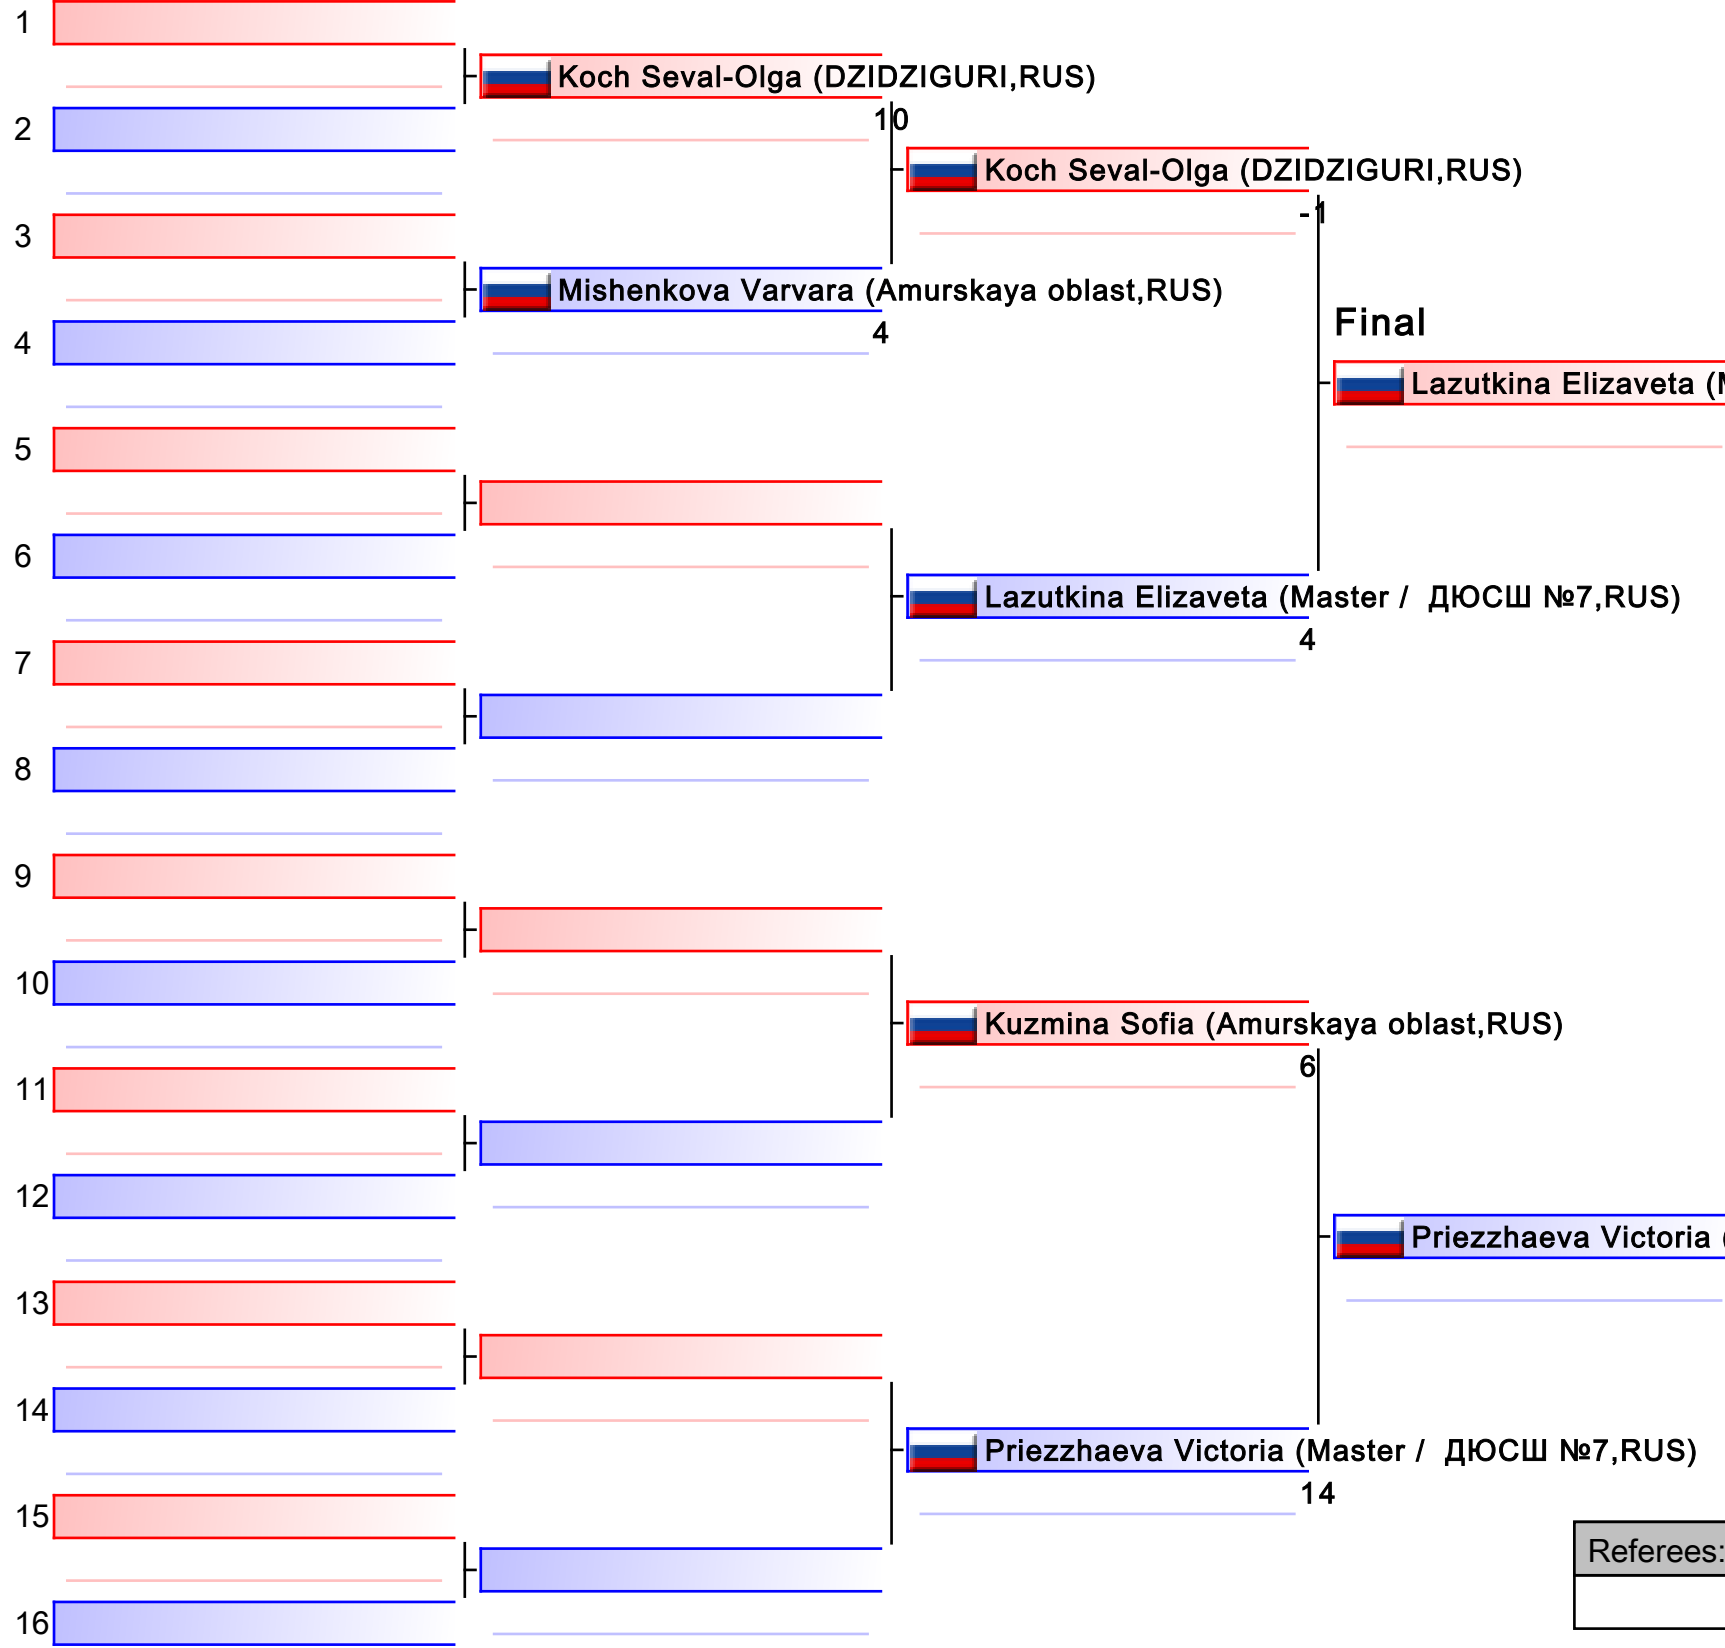 1
Koch Seval-Olga (DZIDZIGURI,RUS)
10
2
Koch Seval-Olga (DZIDZIGURI,RUS)
-1
3
Mishenkova Varvara (Amurskaya oblast,RUS)
4
4
Final
Lazutkina Elizaveta (
5
6
Lazutkina Elizaveta (Master / ДЮСШ №7,RUS)
4
7
8
9
10
Kuzmina Sofia (Amurskaya oblast,RUS)
6
11
12
Priezzhaeva Victoria (
13
14
Priezzhaeva Victoria (Master / ДЮСШ №7,RUS)
14
15
Referees:
16